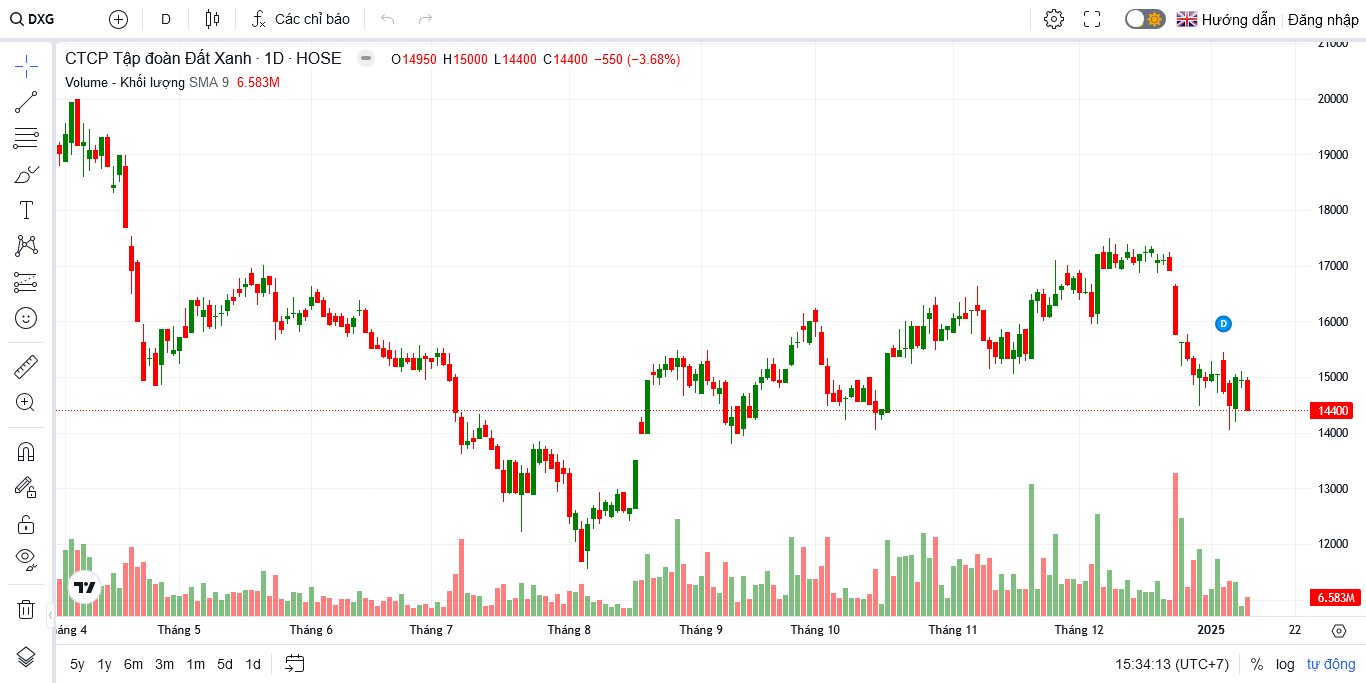 DXG D Các chỉ báo Hướng dẫn Đăng nhập
CTCP Tập đoàn Đất Xanh · 1D · HOSE O14950 H15000 L14400 C14400 −550 (−3.68%)
Volume - Khối lượng SMA 9 6.583M
21000
20000
19000
18000
17000
16000
D
15000
14400
14000
13000
12000
6.583M
áng 4 Tháng 5 Tháng 6 Tháng 7 Tháng 8 Tháng 9 Tháng 10 Tháng 11 Tháng 12 2025 22
5y 1y 6m 3m 1m 5d 1d 15:34:13 (UTC+7) % log tự động